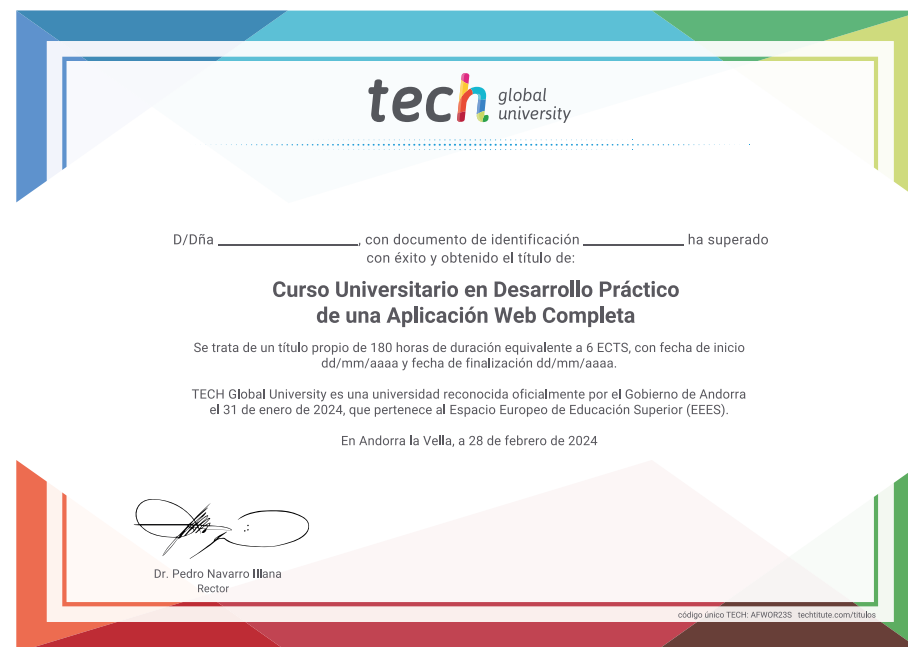 tech global university
D/Dña ______________, con documento de identificación __________ ha superado
con éxito y obtenido el título de:
Curso Universitario en Desarrollo Práctico
de una Aplicación Web Completa
Se trata de un título propio de 180 horas de duración equivalente a 6 ECTS, con fecha de inicio
dd/mm/aaaa y fecha de finalización dd/mm/aaaa.
TECH Global University es una universidad reconocida oficialmente por el Gobierno de Andorra
el 31 de enero de 2024, que pertenece al Espacio Europeo de Educación Superior (EEES).
En Andorra la Vella, a 28 de febrero de 2024
Dr. Pedro Navarro Illana
Rector
código único TECH: AFWOR23S techtitute.com/titulos